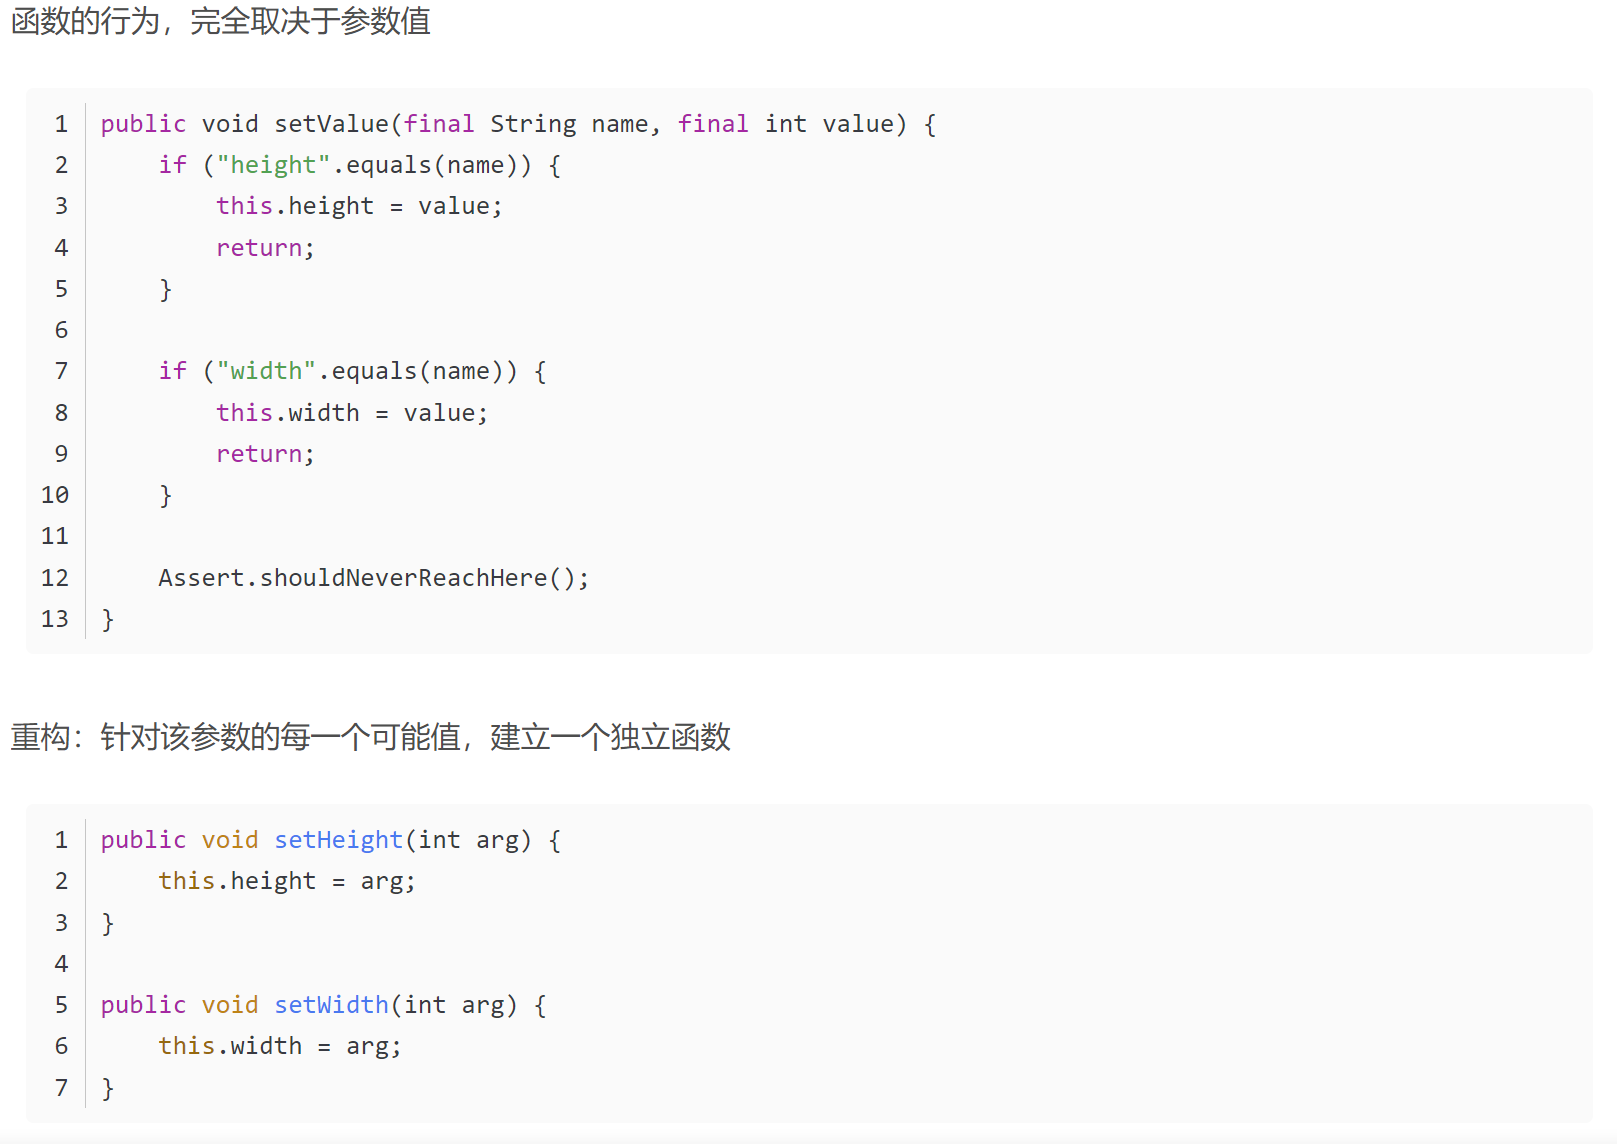 函数的行为，完全取决于参数值
1 public void setValue(final String name, final int value) {
2     if ("height".equals(name)) {
3         this.height = value;
4         return;
5     }
6
7     if ("width".equals(name)) {
8         this.width = value;
9         return;
10     }
11
12     Assert.shouldNeverReachHere();
13 }
重构：针对该参数的每一个可能值，建立一个独立函数
1 public void setHeight(int arg) {
2     this.height = arg;
3 }
4
5 public void setWidth(int arg) {
6     this.width = arg;
7 }